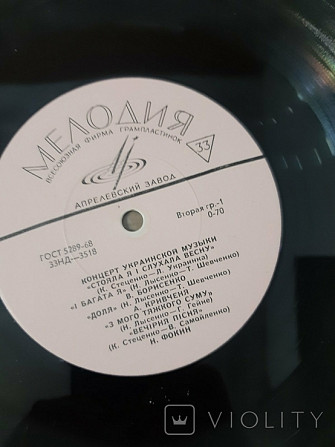 МЕЛОДИЯ
ВСЕСОЮЗНАЯ ФИРМА ГРАМПЛАСТИНОК
33
АПРЕЛЕВСКИЙ ЗАВОД
ГОСТ 5289-68
33НД—3518
Вторая гр.-1
0-70
КОНЦЕРТ УКРАИНСКОЙ МУЗЫКИ
«СТОЯЛА Я І СЛУХАЛА ВЕСНУ»
(К. Стеценко—Л. Украинка)
«І БАГАТА Я» (Н. Лысенко—Т. Шевченко)
В. БОРИСЕНКО
«ДОЛЯ» (Н. Лысенко—Т. Шевченко)
А. КРИВЧЕНЯ
«З МОГО ТЯЖКОГО СУМУ»
(Н. Лысенко—Г. Гейне)
«ВЕЧІРНЯ ПІСНЯ»
(К. Стеценко—В. Самойленко)
Н. ФОКИН
VIOLITY